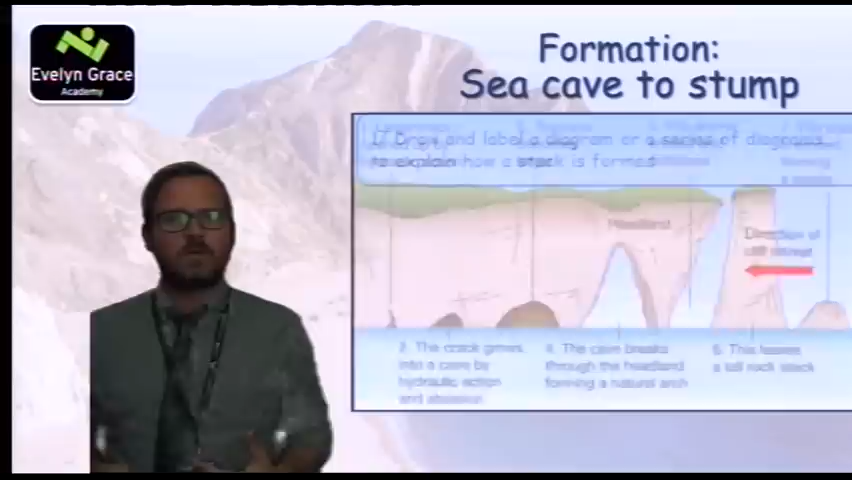 Evelyn Grace
Academy
Formation:
Sea cave to stump
1) Draw and label a diagram or a series of diagrams
to explain how a stack is formed
Headland
Direction of
cliff retreat
2. The crack grows
into a cave by
hydraulic action
and abrasion
4. The cave breaks
through the headland
forming a natural arch
6. This leaves
a tall rock stack